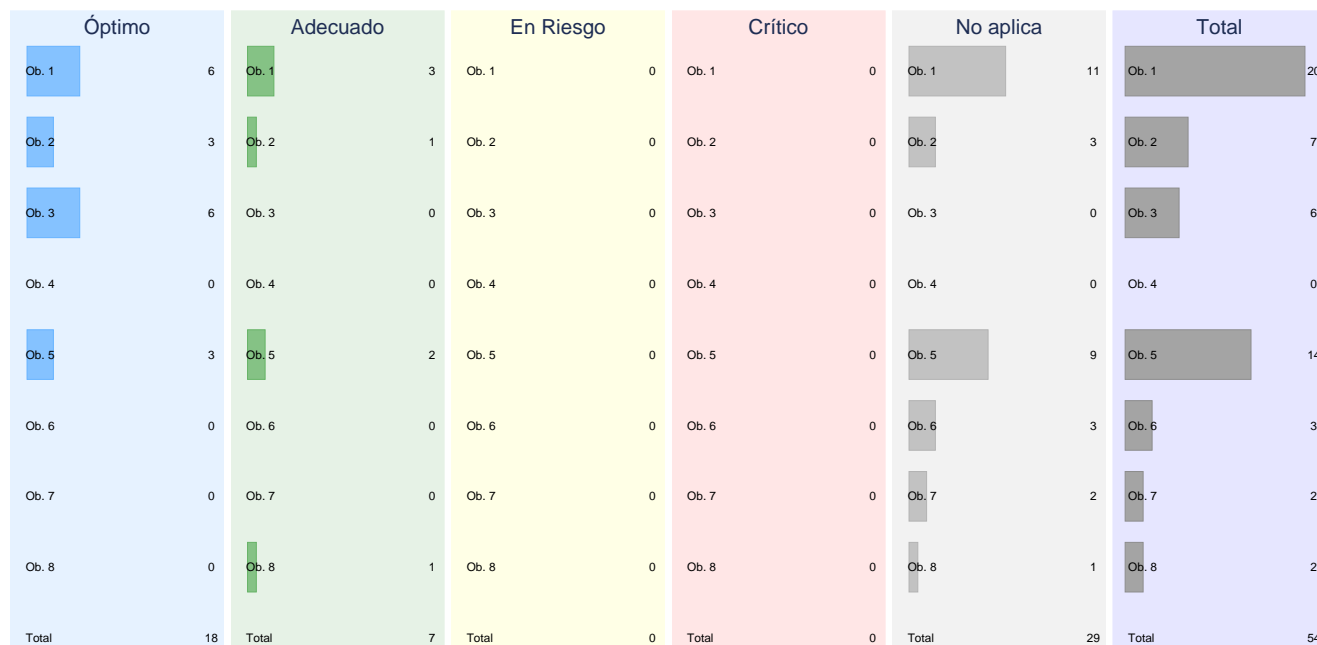 Óptimo Adecuado En Riesgo Crítico No aplica Total
Ob. 1 6 Ob. 1 3 Ob. 1 0 Ob. 1 0 Ob. 1 11 Ob. 1 20
Ob. 2 3 Ob. 2 1 Ob. 2 0 Ob. 2 0 Ob. 2 3 Ob. 2 7
Ob. 3 6 Ob. 3 0 Ob. 3 0 Ob. 3 0 Ob. 3 0 Ob. 3 6
Ob. 4 0 Ob. 4 0 Ob. 4 0 Ob. 4 0 Ob. 4 0 Ob. 4 0
Ob. 5 3 Ob. 5 2 Ob. 5 0 Ob. 5 0 Ob. 5 9 Ob. 5 14
Ob. 6 0 Ob. 6 0 Ob. 6 0 Ob. 6 0 Ob. 6 3 Ob. 6 3
Ob. 7 0 Ob. 7 0 Ob. 7 0 Ob. 7 0 Ob. 7 2 Ob. 7 2
Ob. 8 0 Ob. 8 1 Ob. 8 0 Ob. 8 0 Ob. 8 1 Ob. 8 2
Total 18 Total 7 Total 0 Total 0 Total 29 Total 54